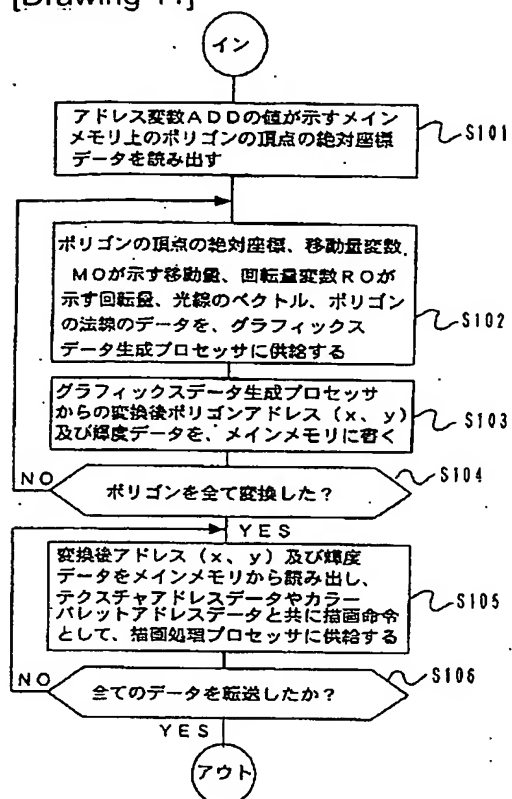 [Drawing 11]
イン
アドレス変数ADDの値が示すメイン
メモリ上のポリゴンの頂点の絶対座標
データを読み出す
S101
ポリゴンの頂点の絶対座標、移動量変数
MOが示す移動量、回転量変数ROが
示す回転量、光線のベクトル、ポリゴン
の法線のデータを、グラフィックス
データ生成プロセッサに供給する
S102
グラフィックスデータ生成プロセッサ
からの変換後ポリゴンアドレス（x、y）
及び輝度データを、メインメモリに書く
S103
NO
ポリゴンを全て変換した？
S104
YES
変換後アドレス（x、y）及び輝度
データをメインメモリから読み出し、
テクスチャアドレスデータやカラー
パレットアドレスデータと共に描画命令
として、描画処理プロセッサに供給する
S105
NO
全てのデータを転送したか？
S106
YES
アウト